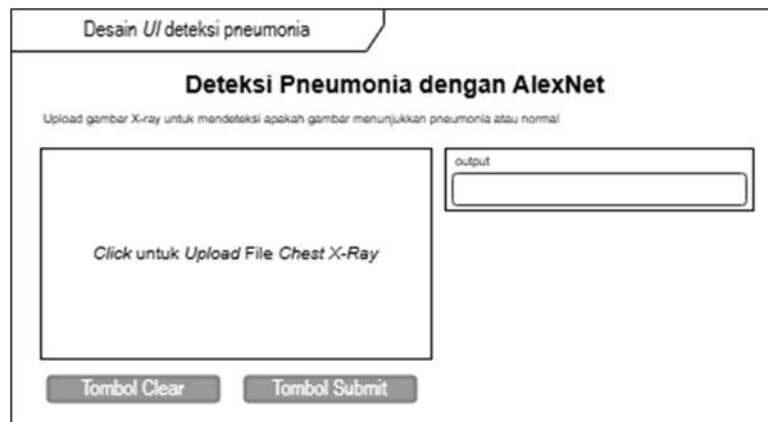 Desain UI deteksi pneumonia
Deteksi Pneumonia dengan AlexNet
Upload gambar X-ray untuk mendeteksi apakah gambar menunjukkan pneumonia atau normal
output
Click untuk Upload File Chest X-Ray
Tombol Clear
Tombol Submit